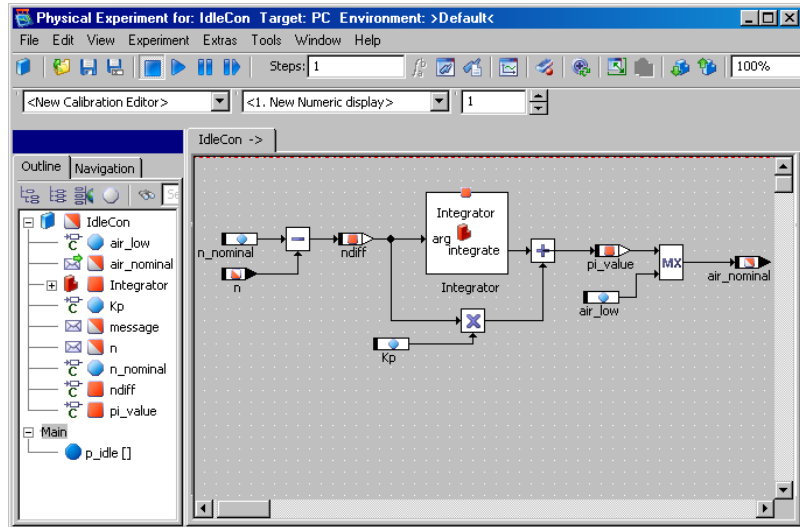 Physical Experiment for: IdleCon Target: PC Environment: >Default<
File Edit View Experiment Extras Tools Window Help
Steps: 1
100%
<New Calibration Editor>
<1. New Numeric display>
1
IdleCon ->
Outline
Navigation
IdleCon
air_low
air_nominal
Integrator
Kp
message
n
n_nominal
ndiff
pi_value
Main
p_idle []
Integrator
arg
integrate
Integrator
n_nominal
n
ndiff
Kp
pi_value
air_low
MX
air_nominal